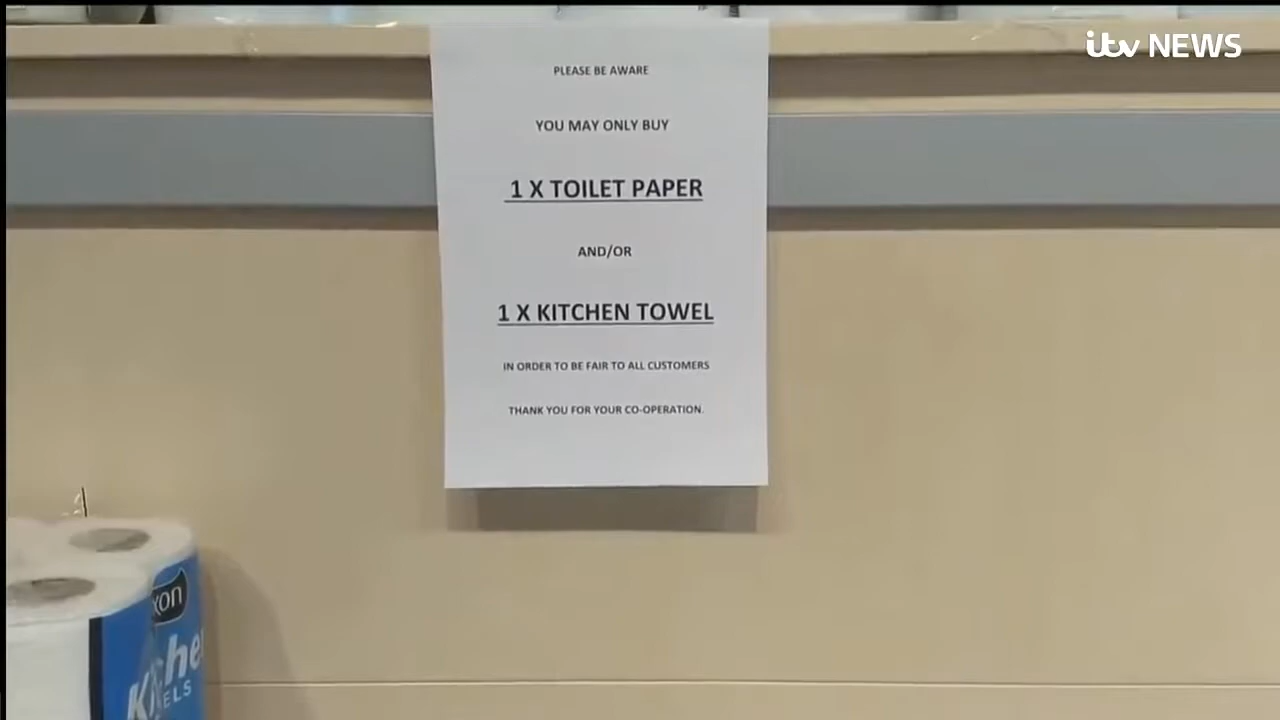 itv NEWS
PLEASE BE AWARE
YOU MAY ONLY BUY
1 X TOILET PAPER
AND/OR
1 X KITCHEN TOWEL
IN ORDER TO BE FAIR TO ALL CUSTOMERS
THANK YOU FOR YOUR CO-OPERATION.